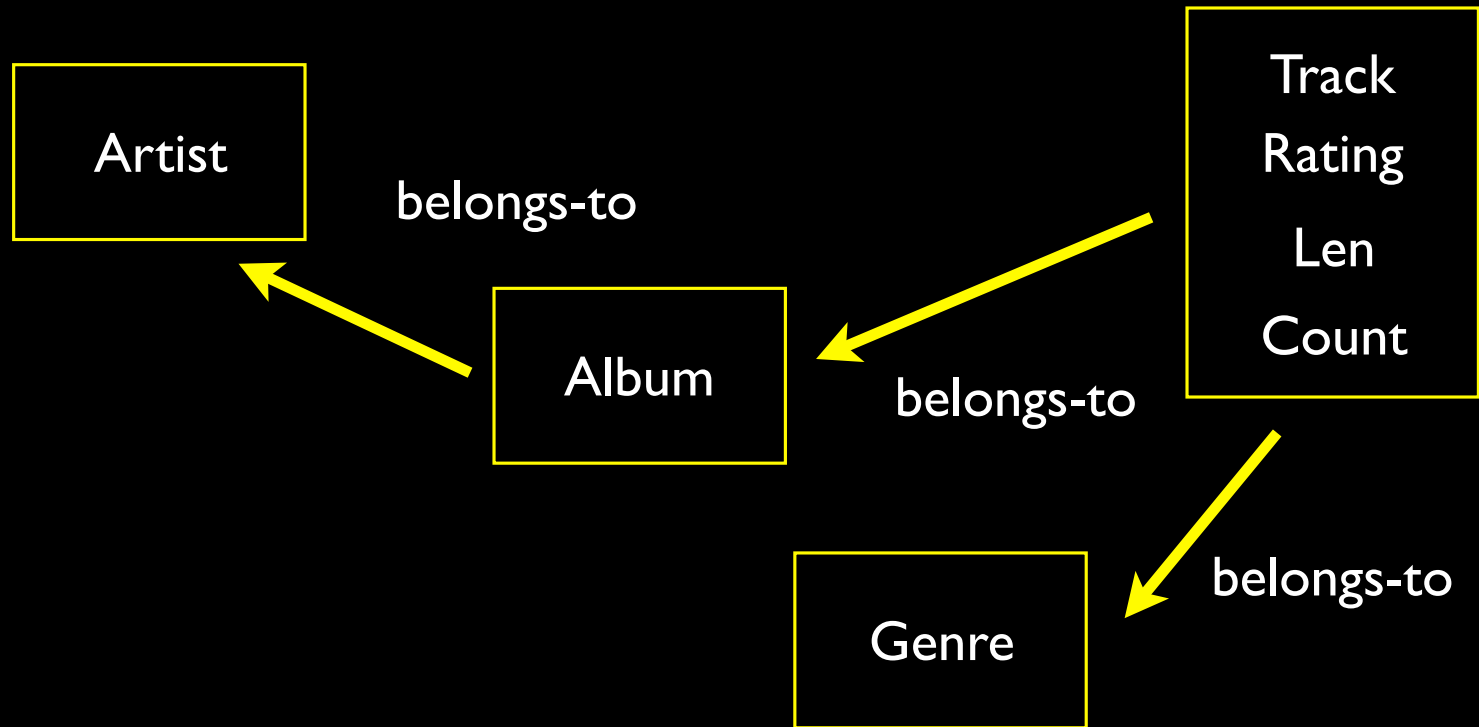 Artist
belongs-to
Album
belongs-to
Track
Rating
Len
Count
belongs-to
Genre